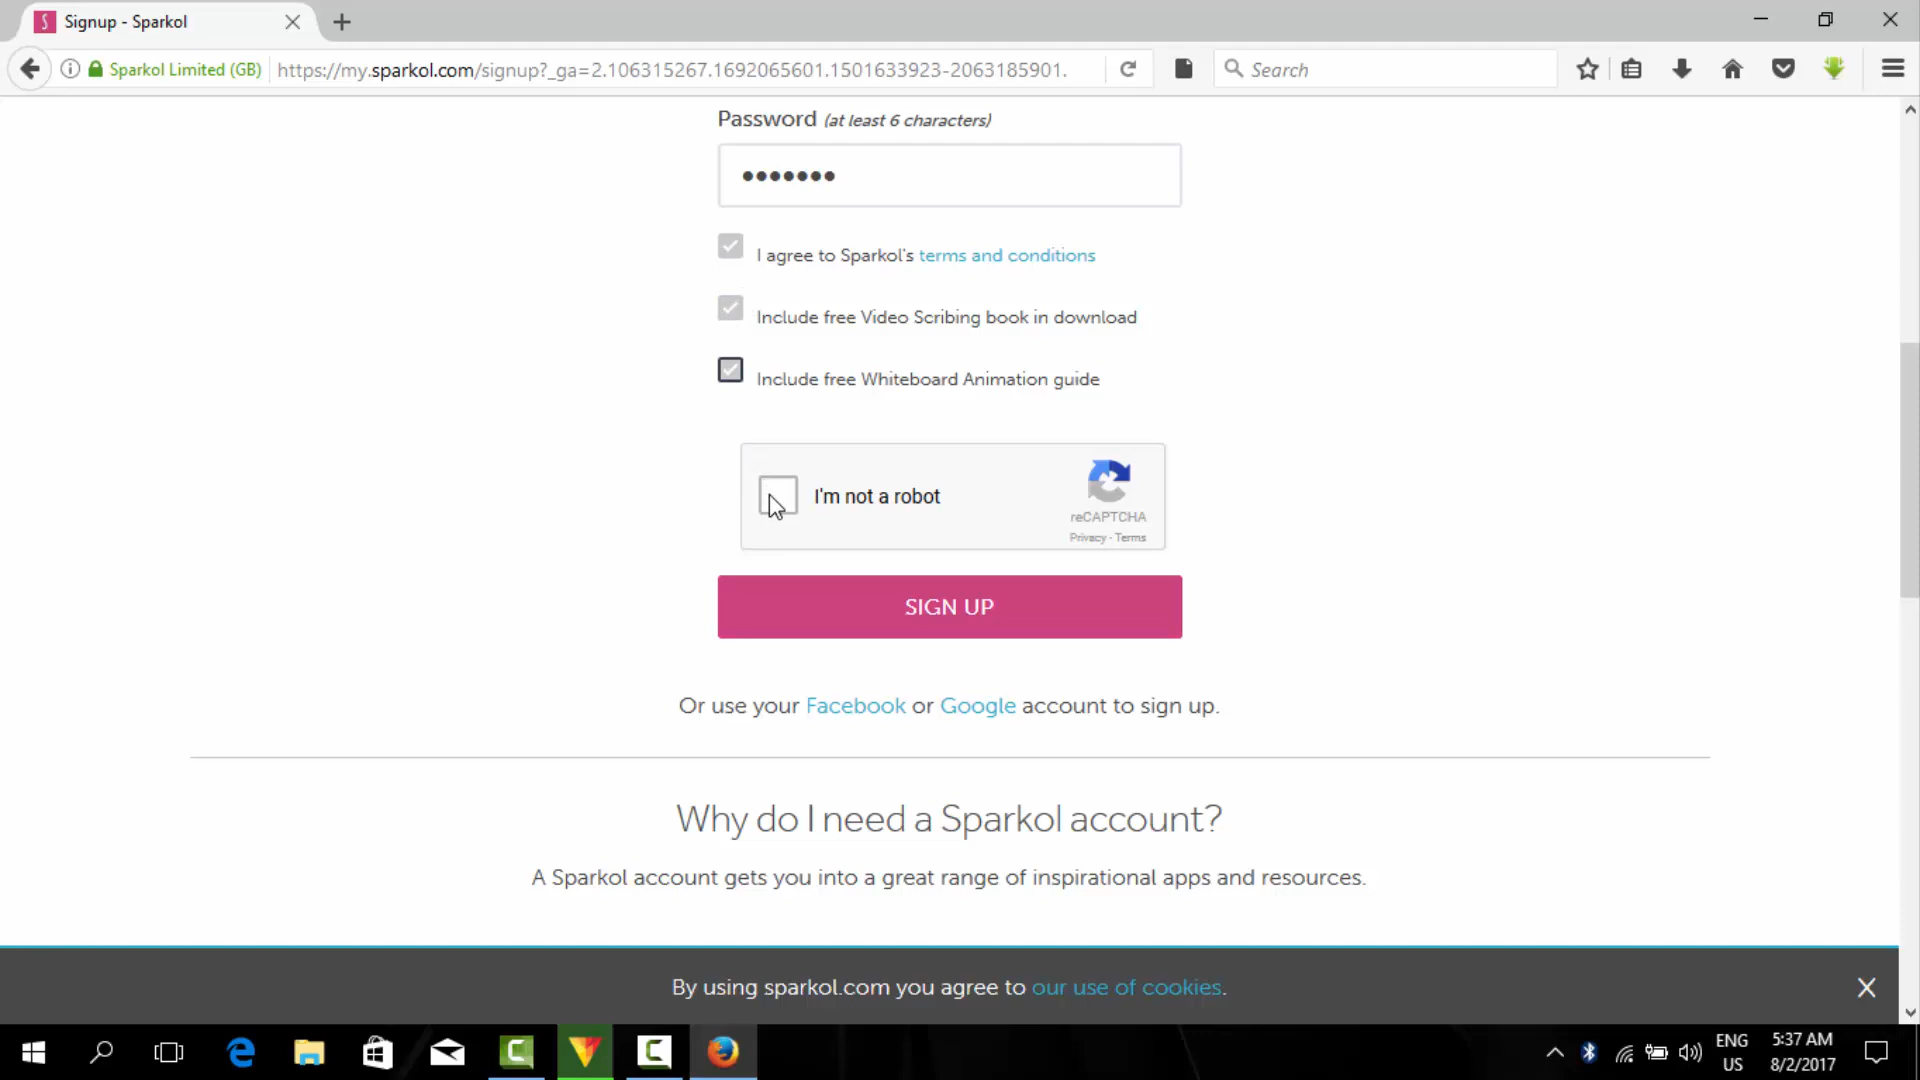 Signup - Sparkol
Sparkol Limited (GB)
https://my.sparkol.com/signup?_ga=2.106315267.1692065601.1501633923-2063185901.
Search
Password (at least 6 characters)
I agree to Sparkol's terms and conditions
Include free Video Scribing book in download
Include free Whiteboard Animation guide
I'm not a robot
reCAPTCHA
Privacy - Terms
SIGN UP
Or use your Facebook or Google account to sign up.
Why do I need a Sparkol account?
A Sparkol account gets you into a great range of inspirational apps and resources.
By using sparkol.com you agree to our use of cookies.
ENG
US
5:37 AM
8/2/2017